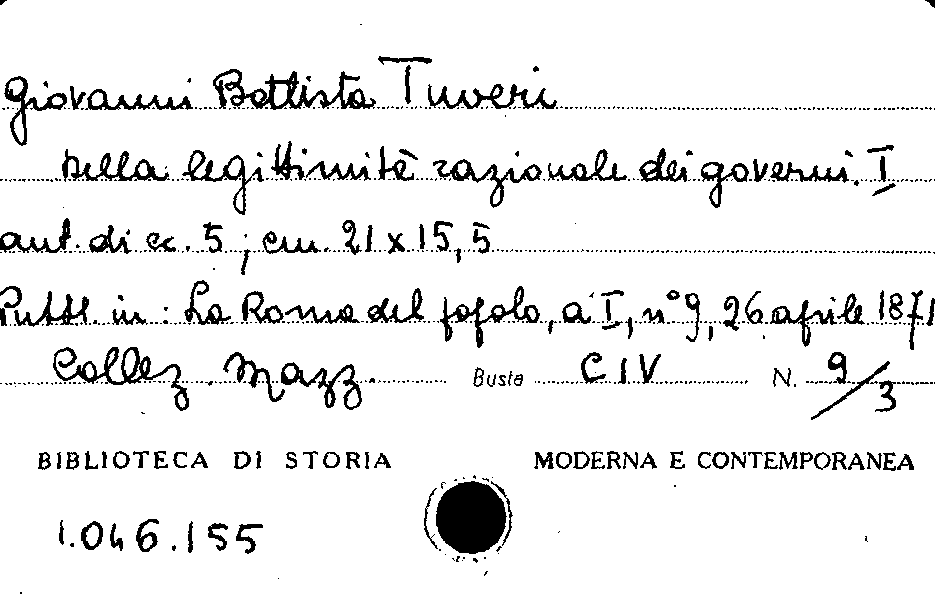 Giovanni Battista Tuveri
Della legittimità razionale dei governi. I
aut. di cc. 5; cm. 21 x 15,5
Pubbl. in: La Roma del popolo, a. I, n° 9, 26 aprile 1871
Collez. Mazz. Busta CIV N. 9/3
BIBLIOTECA DI STORIA MODERNA E CONTEMPORANEA
1.046.155